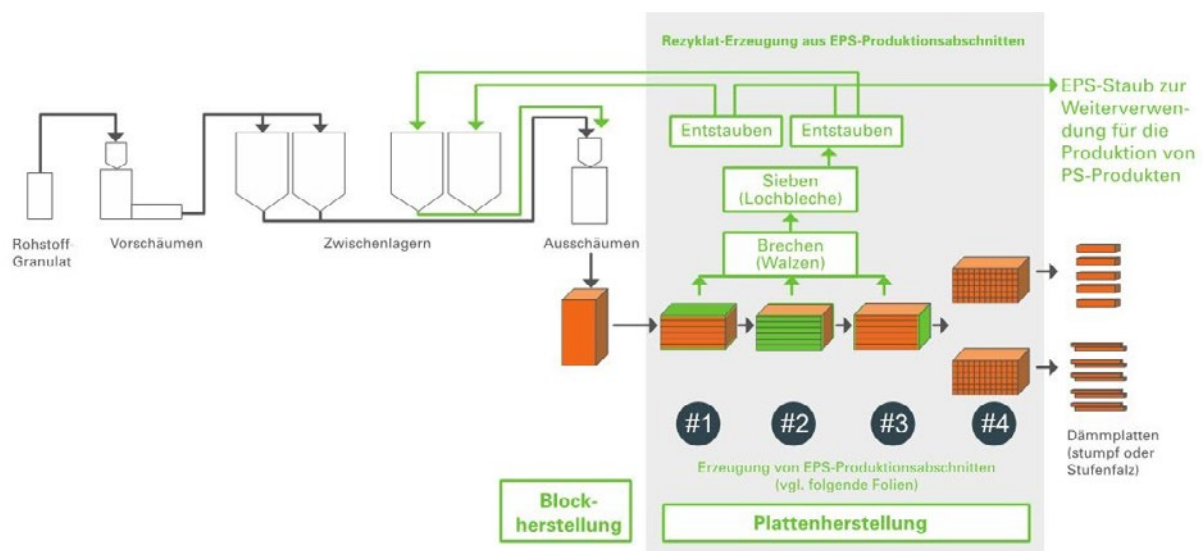 Rezyklat-Erzeugung aus EPS-Produktionsabschnitten
EPS-Staub zur
Weiterverwen-
dung für die
Produktion von
PS-Produkten
Entstauben
Entstauben
Sieben
(Lochbleche)
Brechen
(Walzen)
Rohstoff-
Granulat
Vorschäumen
Zwischenlagern
Ausschäumen
#1
#2
#3
#4
Dämmplatten
(stumpf oder
Stufenfalz)
Erzeugung von EPS-Produktionsabschnitten
(vgl. folgende Folien)
Block-
herstellung
Plattenherstellung